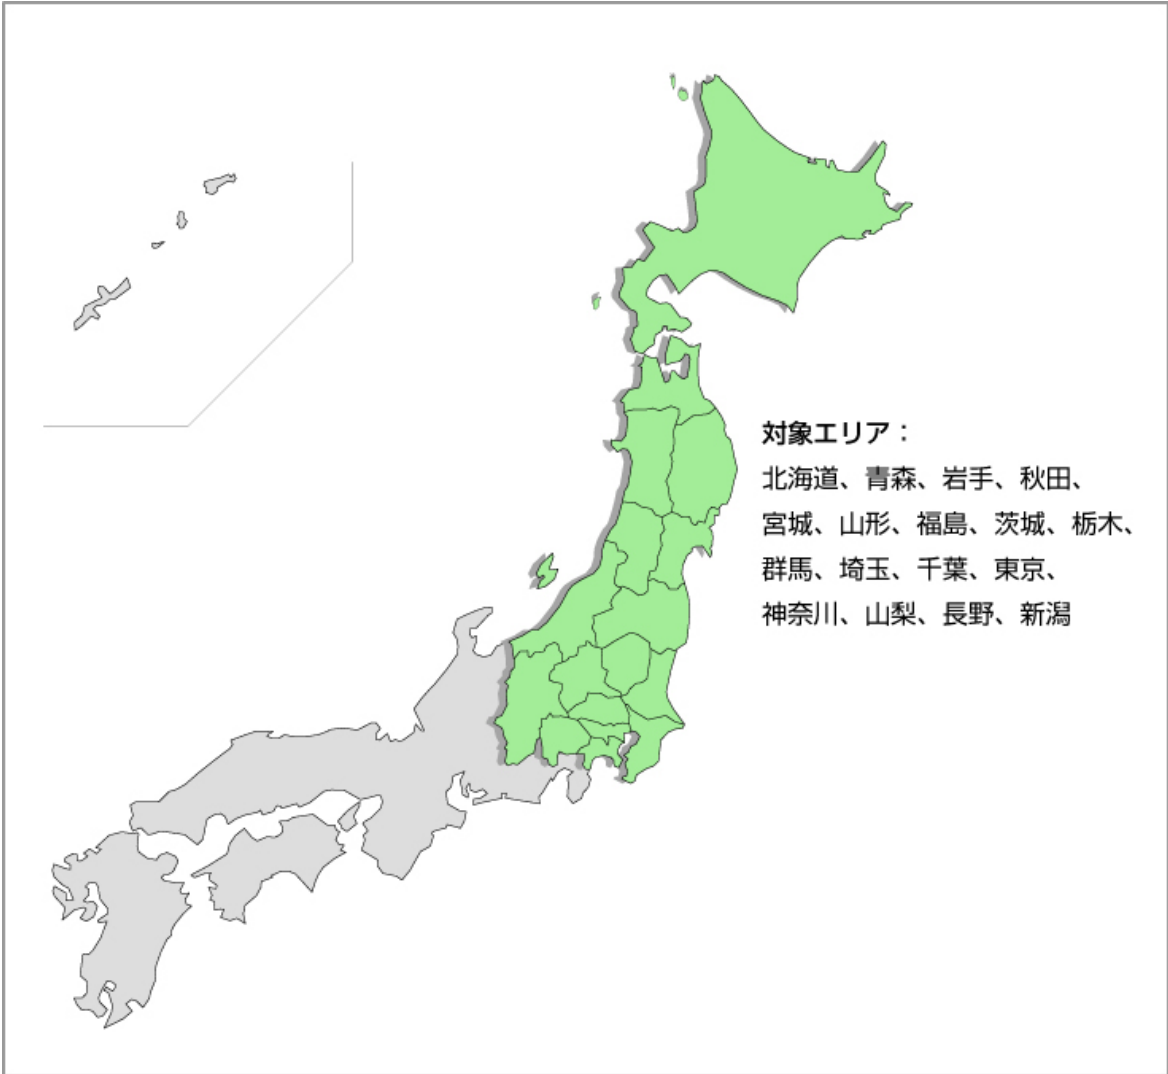 対象エリア：
北海道、青森、岩手、秋田、
宮城、山形、福島、茨城、栃木、
群馬、埼玉、千葉、東京、
神奈川、山梨、長野、新潟